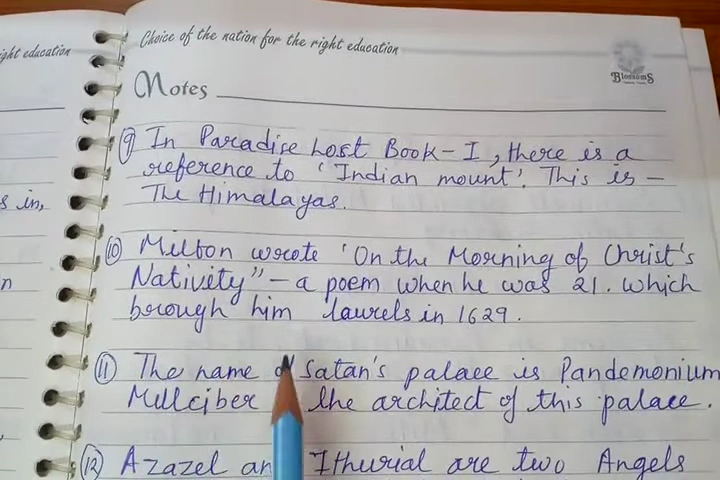 ght education
Choice of the nation for the right education
BlossomS
Notes
s in,
n
9 In Paradise Lost Book-I, there is a
reference to 'Indian mount'. This is -
The Himalayas.
10 Milton wrote 'On the Morning of Christ's
Nativity" - a poem when he was 21. which
brough him laurels in 1629.
11 The name of Satan's palace is Pandemonium
Mulciber the architect of this palace.
12 Azazel an Ithurial are two Angels